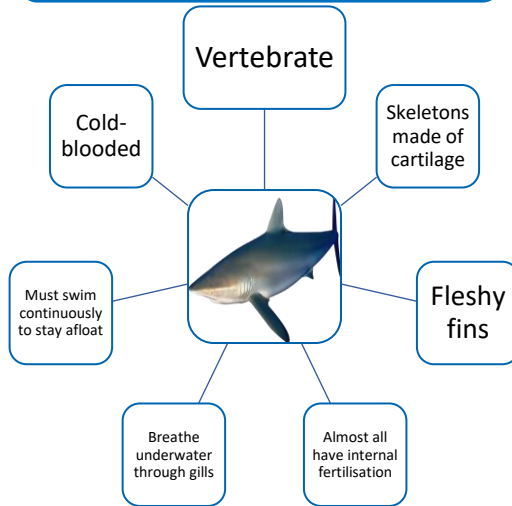 Vertebrate
Cold-
blooded
Skeletons
made of
cartilage
Must swim
continuously
to stay afloat
Fleshy
fins
Breathe
underwater
through gills
Almost all
have internal
fertilisation